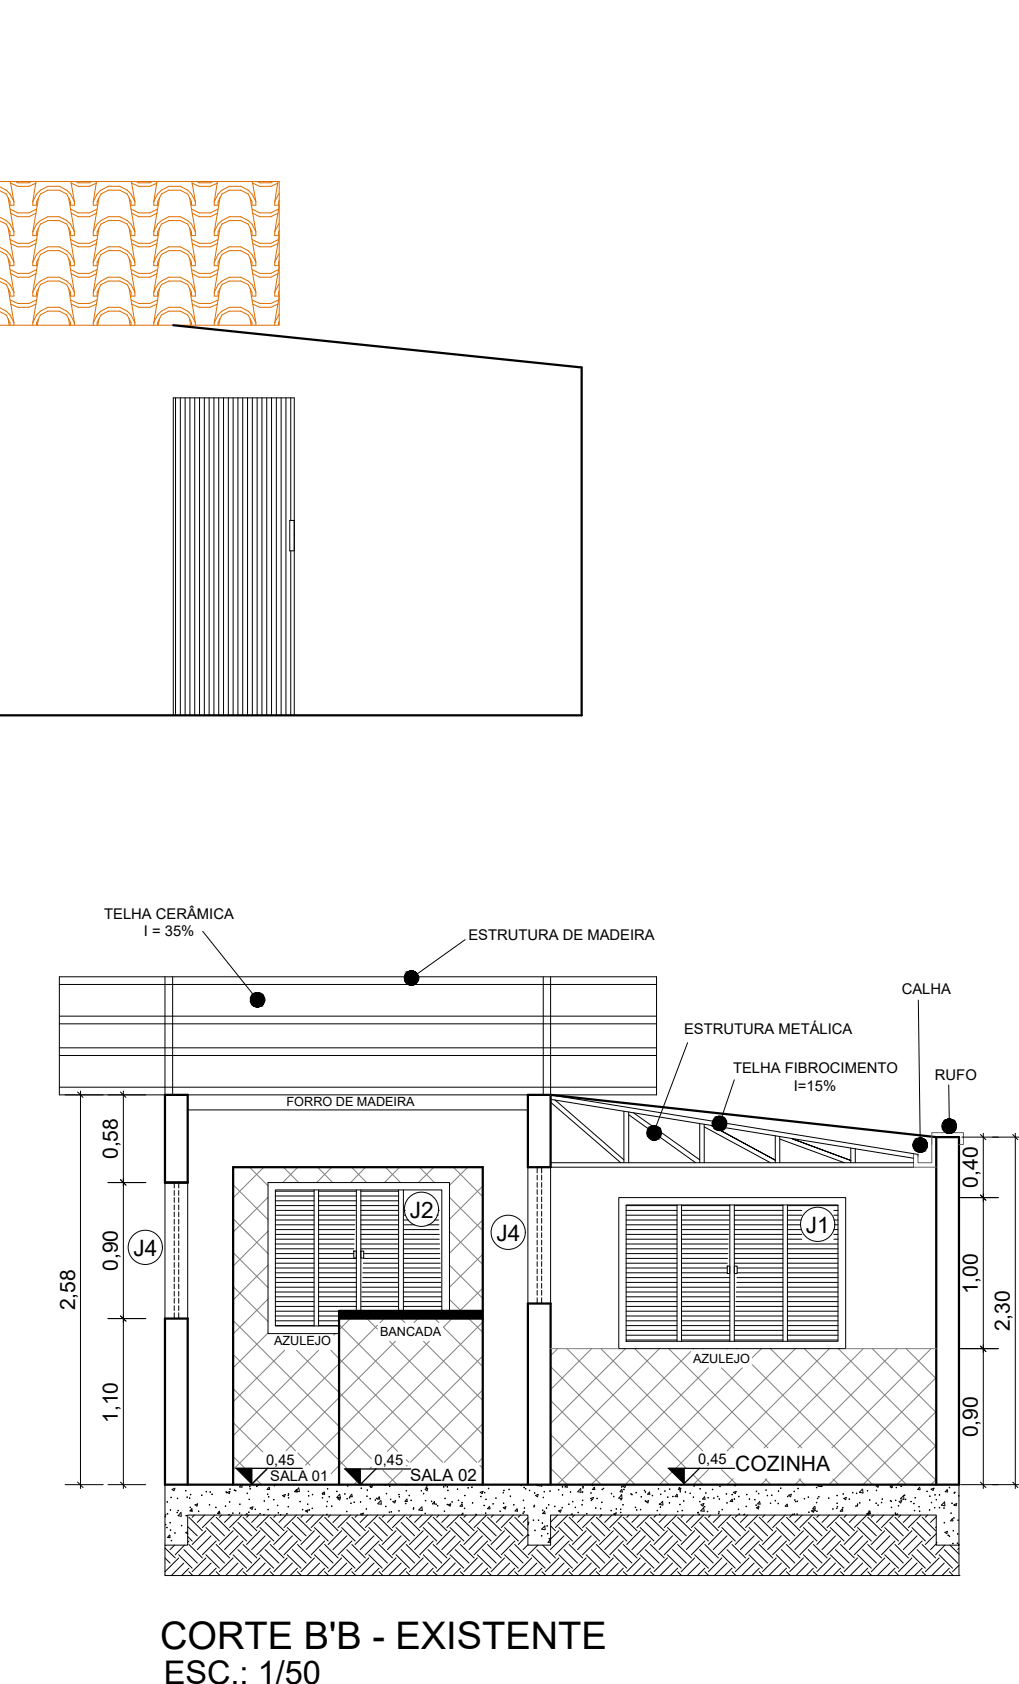 TELHA CERÂMICA
I = 35%
ESTRUTURA DE MADEIRA
CALHA
ESTRUTURA METÁLICA
TELHA FIBROCIMENTO
I=15%
RUFO
FORRO DE MADEIRA
0,58
0,40
J2
J1
J4
J4
0,90
1,00
2,58
2,30
AZULEJO
BANCADA
AZULEJO
1,10
0,90
0,45
SALA 01
0,45
SALA 02
0,45
COZINHA
CORTE B'B - EXISTENTE
ESC.: 1/50